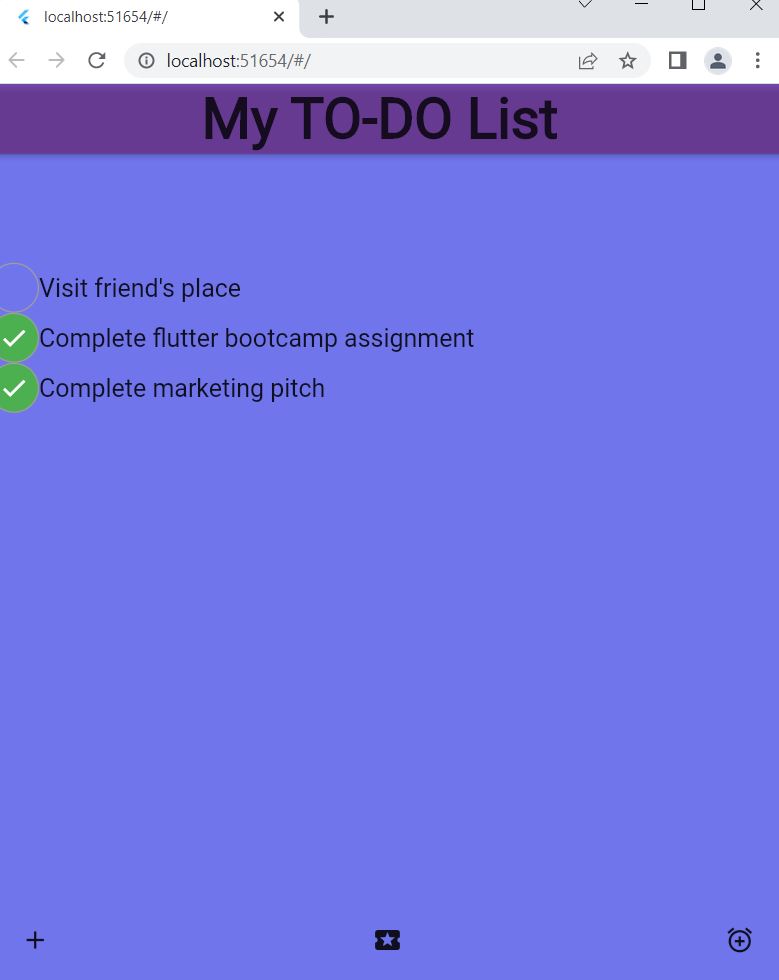 localhost:51654/#/
localhost:51654/#/
My TO-DO List
Visit friend's place
Complete flutter bootcamp assignment
Complete marketing pitch